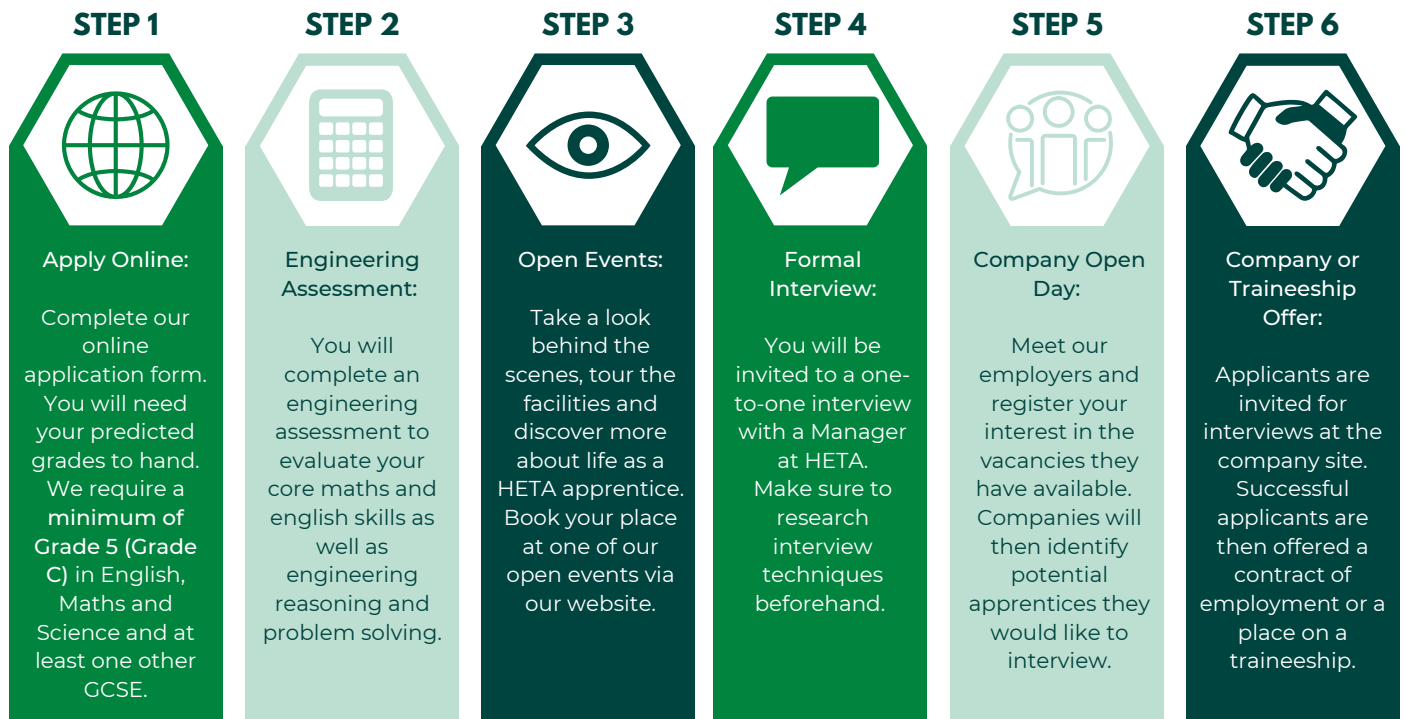 STEP 1
Apply Online:
Complete our
online
application form.
You will need
your predicted
grades to hand.
We require a
minimum of
Grade 5 (Grade
C) in English,
Maths and
Science and at
least one other
GCSE.
STEP 2
Engineering
Assessment:
You will
complete an
engineering
assessment to
evaluate your
core maths and
english skills as
well as
engineering
reasoning and
problem solving.
STEP 3
Open Events:
Take a look
behind the
scenes, tour the
facilities and
discover more
about life as a
HETA apprentice.
Book your place
at one of our
open events via
our website.
STEP 4
Formal
Interview:
You will be
invited to a one-
to-one interview
with a Manager
at HETA.
Make sure to
research
interview
techniques
beforehand.
STEP 5
Company Open
Day:
Meet our
employers and
register your
interest in the
vacancies they
have available.
Companies will
then identify
potential
apprentices they
would like to
interview.
STEP 6
Company or
Traineeship
Offer:
Applicants are
invited for
interviews at the
company site.
Successful
applicants are
then offered a
contract of
employment or a
place on a
traineeship.